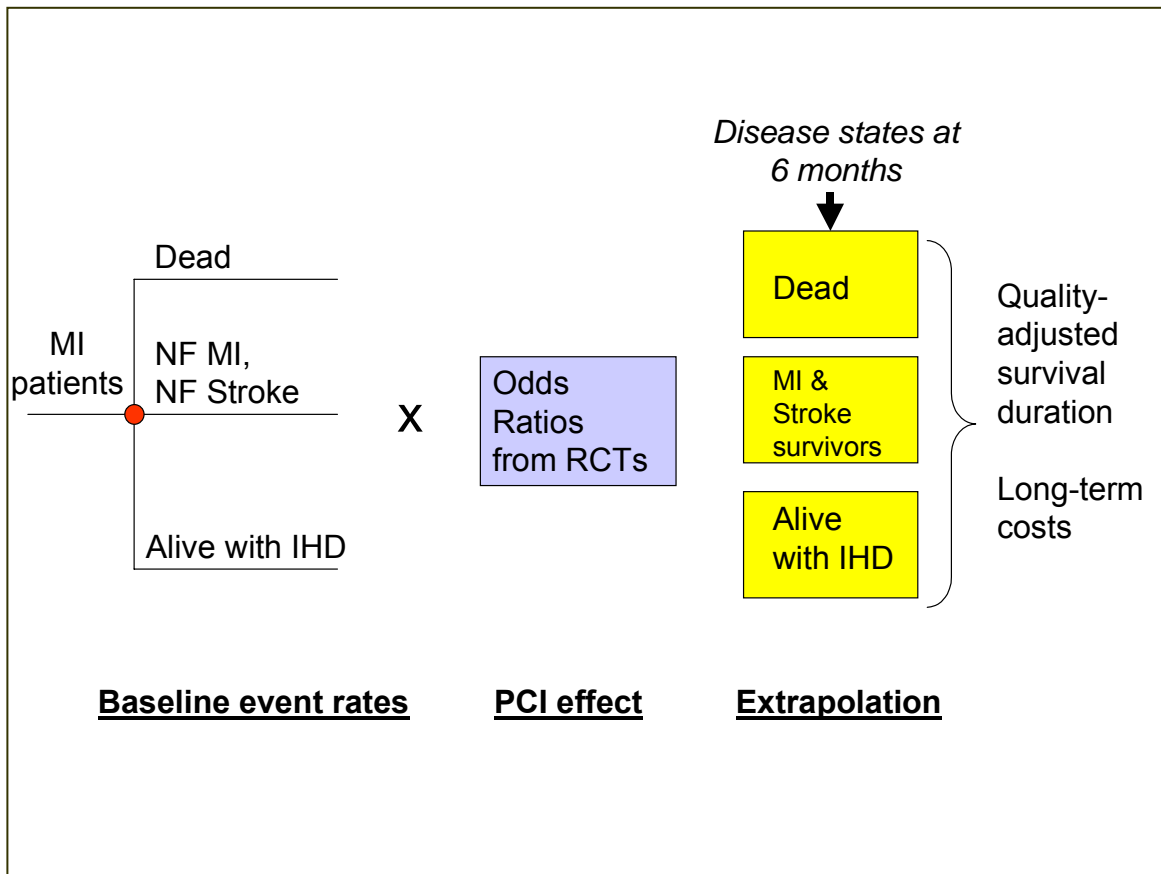 Disease states at
6 months
MI
patients
Dead
NF MI,
NF Stroke
Alive with IHD
x
Odds
Ratios
from RCTs
Dead
MI &
Stroke
survivors
Alive
with IHD
Quality-
adjusted
survival
duration
Long-term
costs
Baseline event rates
PCI effect
Extrapolation